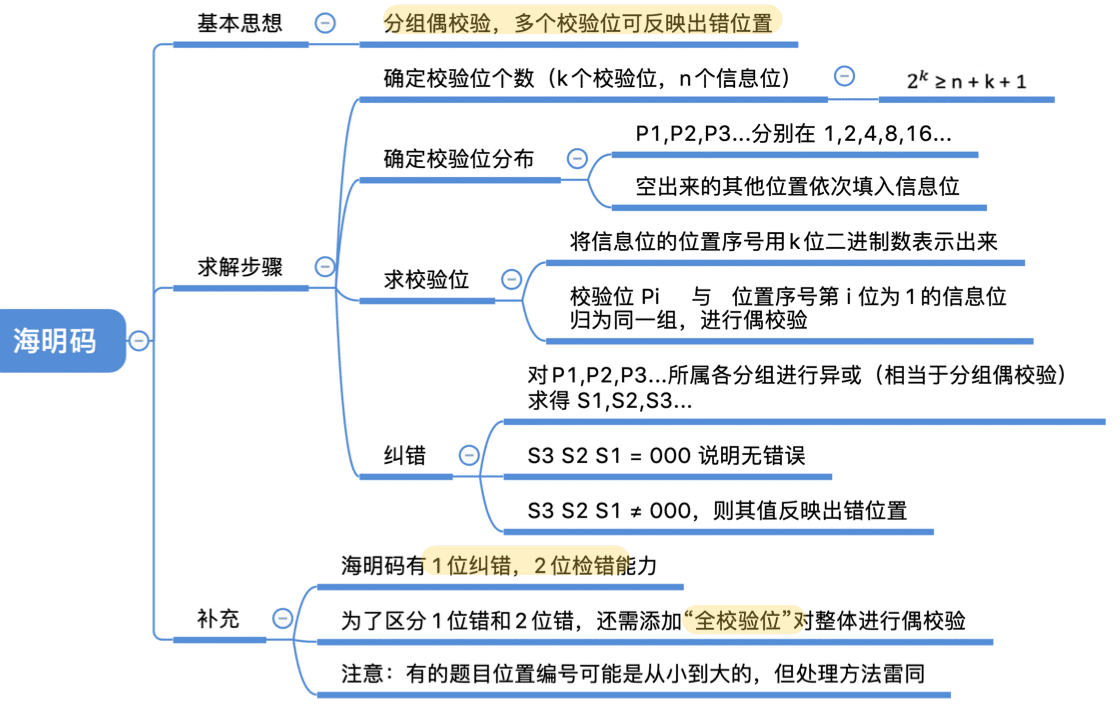 海明码
基本思想
分组偶校验，多个校验位可反映出错位置
求解步骤
确定校验位个数（k个校验位，n个信息位）
2^k ≥ n + k + 1
确定校验位分布
P1,P2,P3...分别在 1,2,4,8,16...
空出来的其他位置依次填入信息位
求校验位
将信息位的位置序号用k位二进制数表示出来
校验位 Pi 与 位置序号第 i 位为1的信息位
归为同一组，进行偶校验
纠错
对P1,P2,P3...所属各分组进行异或（相当于分组偶校验）
求得 S1,S2,S3...
S3 S2 S1 = 000 说明无错误
S3 S2 S1 ≠ 000，则其值反映出错位置
补充
海明码有1位纠错，2位检错能力
为了区分1位错和2位错，还需添加“全校验位”对整体进行偶校验
注意：有的题目位置编号可能是从小到大的，但处理方法雷同